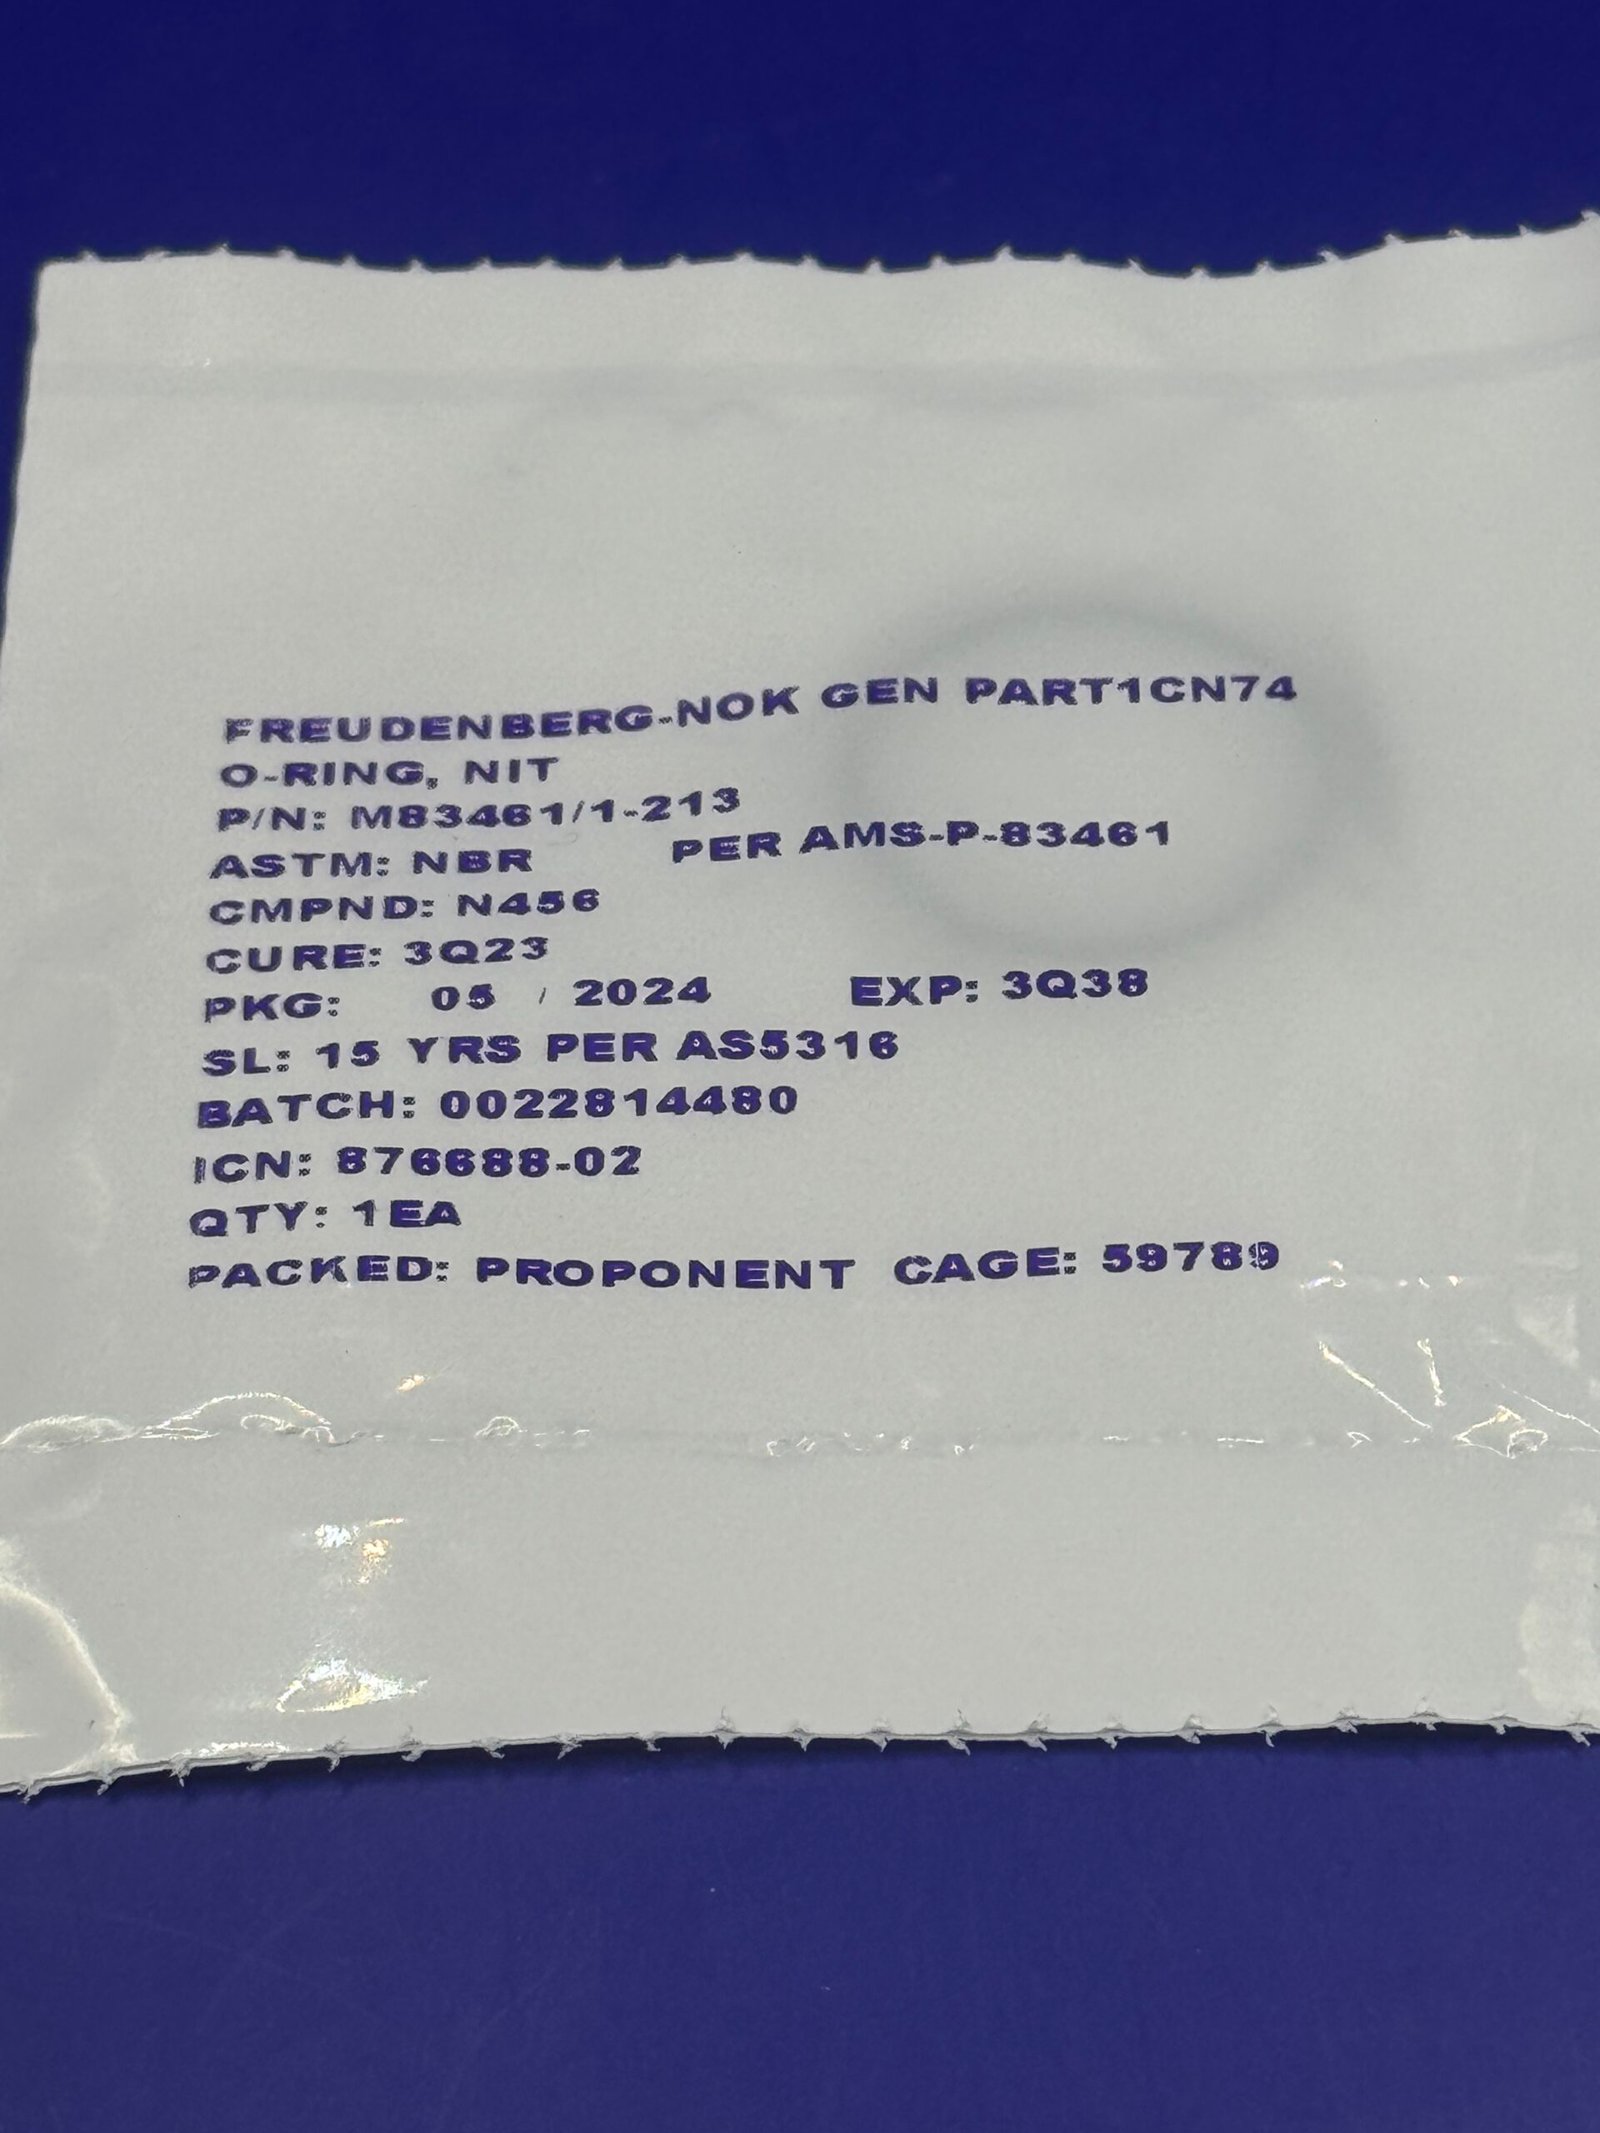 FREUDENBERG-NOK GEN PART1CN74
O-RING, NIT
P/N: M83461/1-213
ASTM: NBR PER AMS-P-83461
CMPND: N456
CURE: 3Q23
PKG: 05 / 2024 EXP: 3Q38
SL: 15 YRS PER AS5316
BATCH: 0022814480
ICN: 876688-02
QTY: 1EA
PACKED: PROPONENT CAGE: 59789